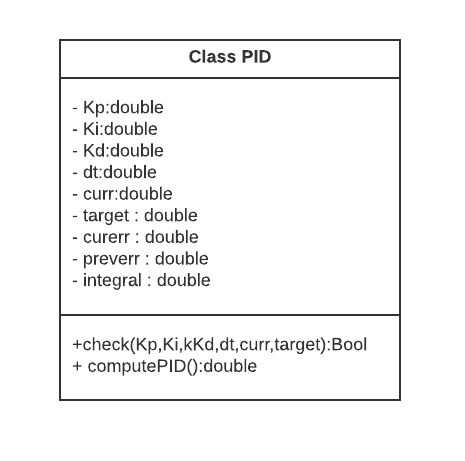 Class PID
- Kp:double
- Ki:double
- Kd:double
- dt:double
- curr:double
- target : double
- curerr : double
- preverr : double
- integral : double
+check(Kp,Ki,kKd,dt,curr,target):Bool
+ computePID():double